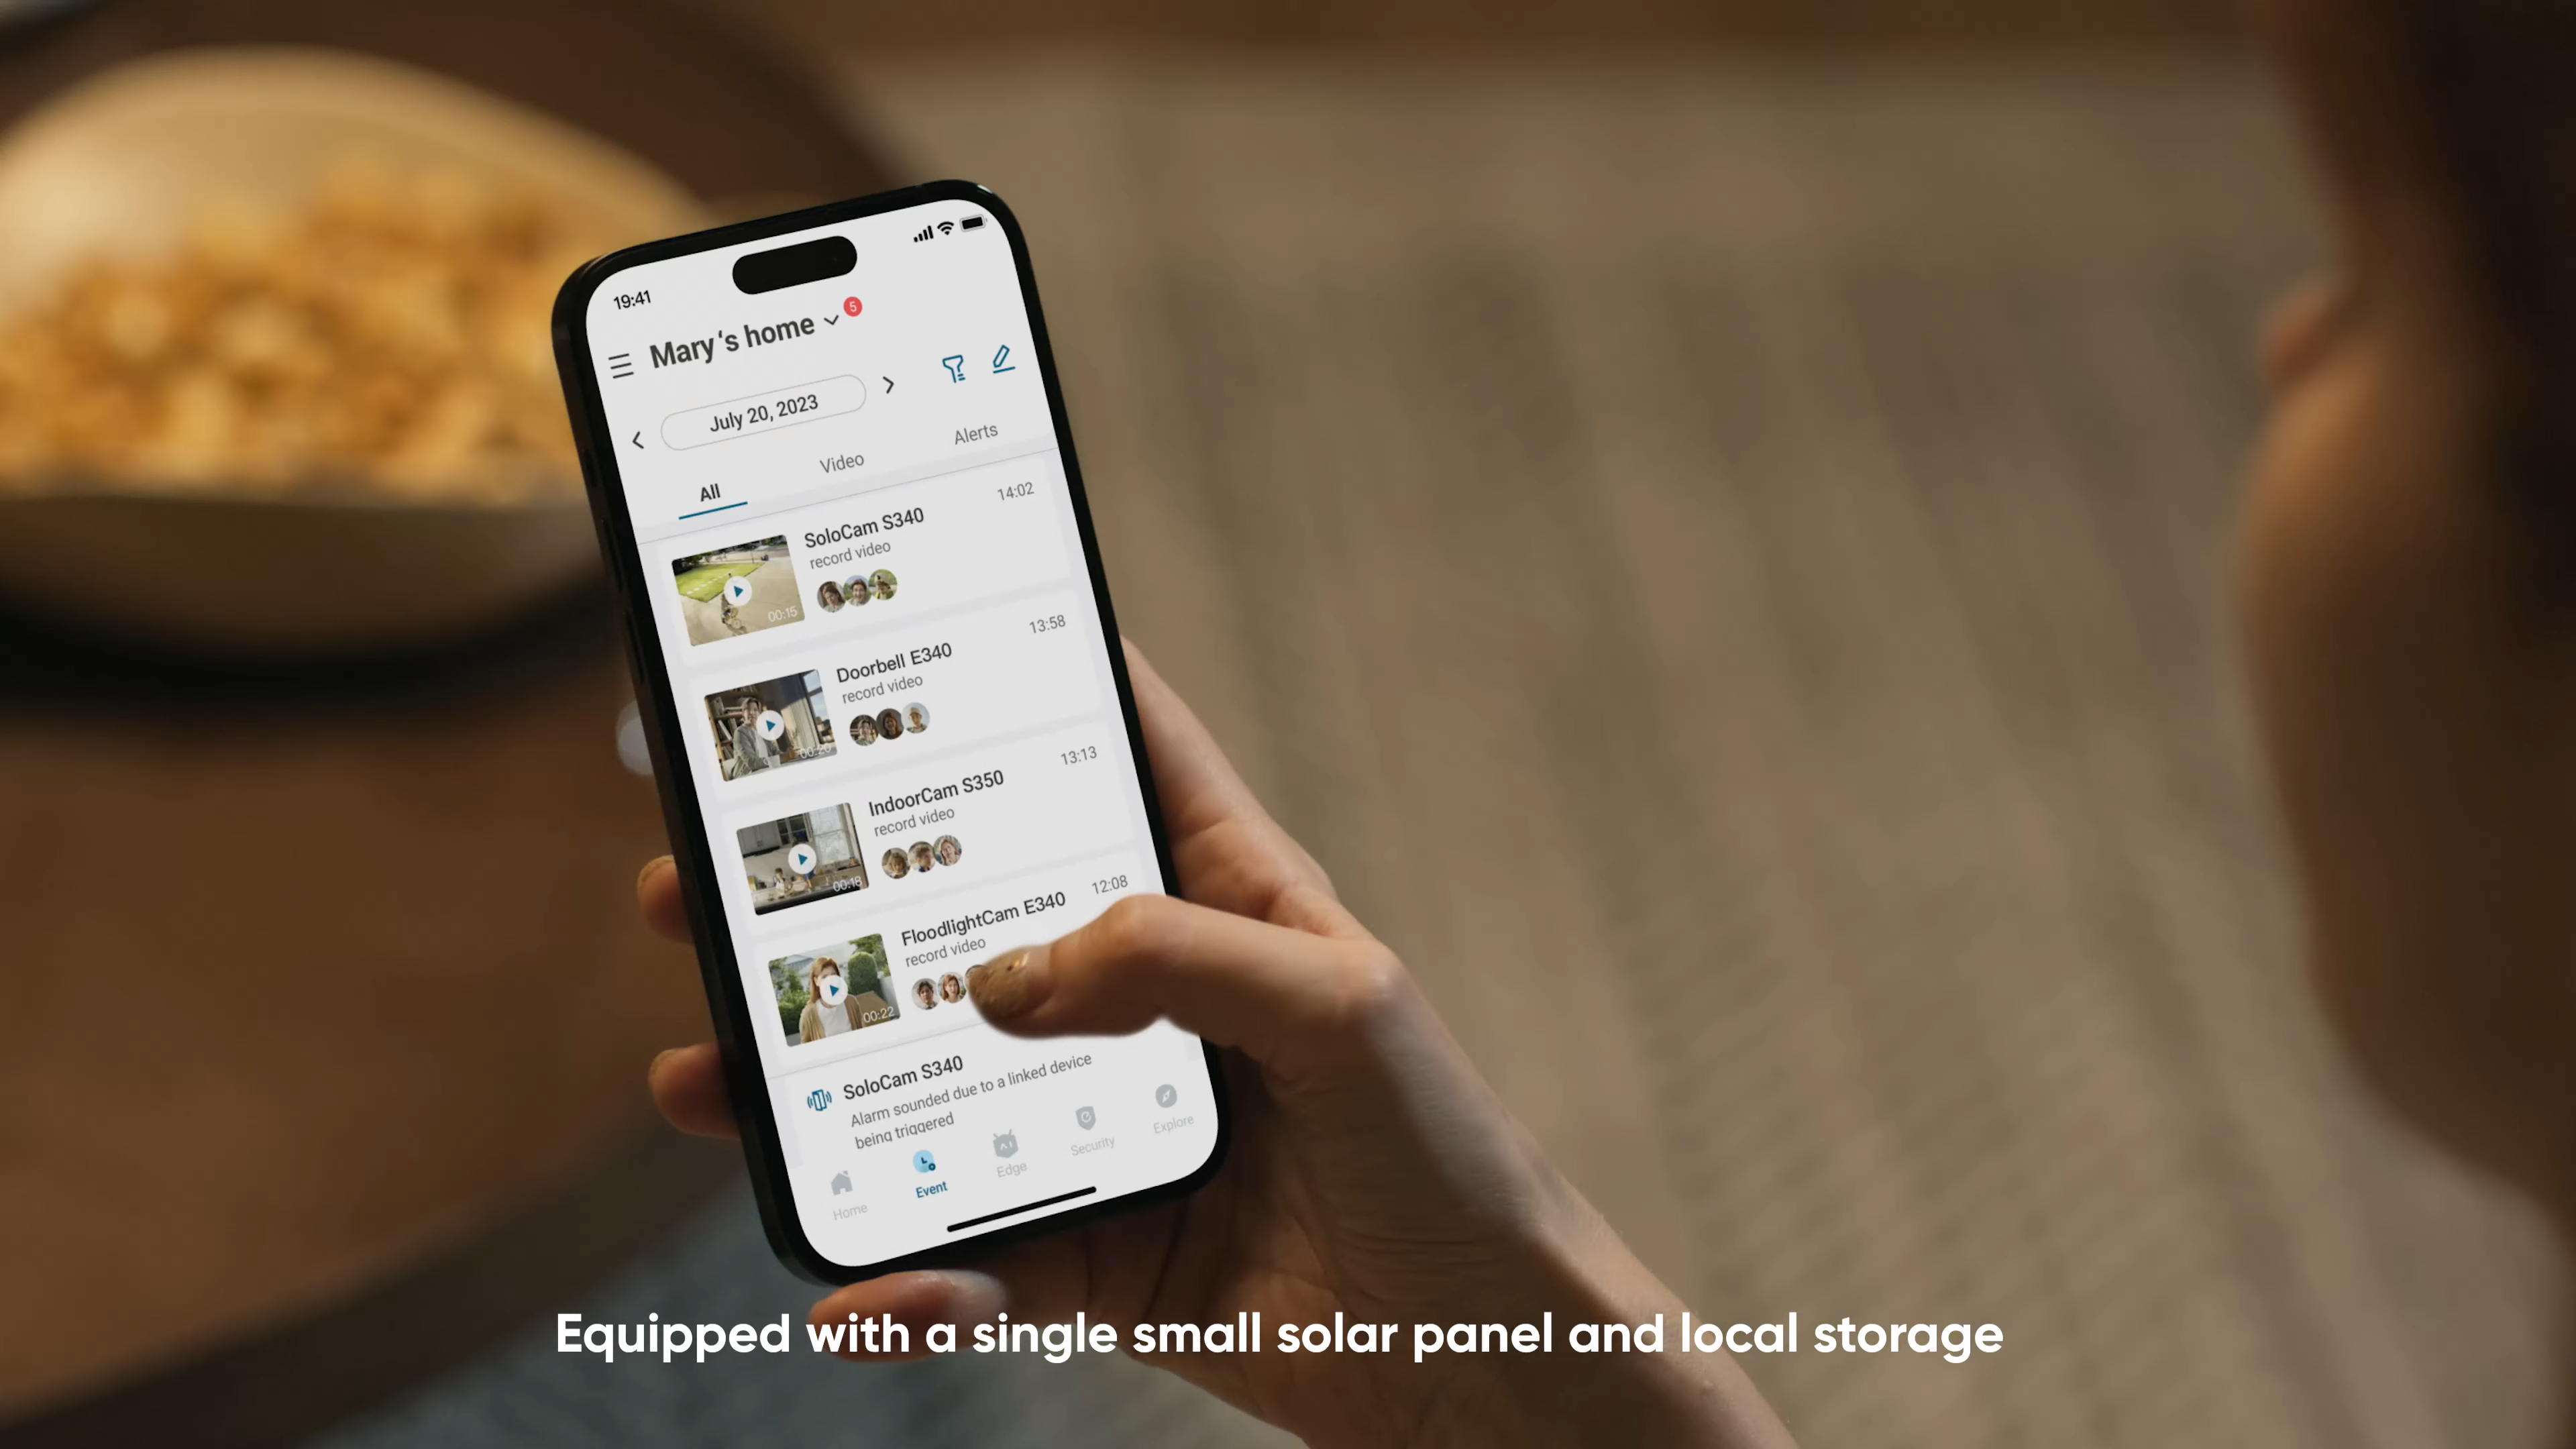 19:41
Mary‘s home
5
July 20, 2023
All
Video
Alerts
SoloCam S340
14:02
record video
00:15
Doorbell E340
13:58
record video
00:20
IndoorCam S350
13:13
record video
00:18
FloodlightCam E340
12:08
record video
00:22
SoloCam S340
Alarm sounded due to a linked device
being triggered
Home
Event
Edge
Security
Explore
Equipped with a single small solar panel and local storage